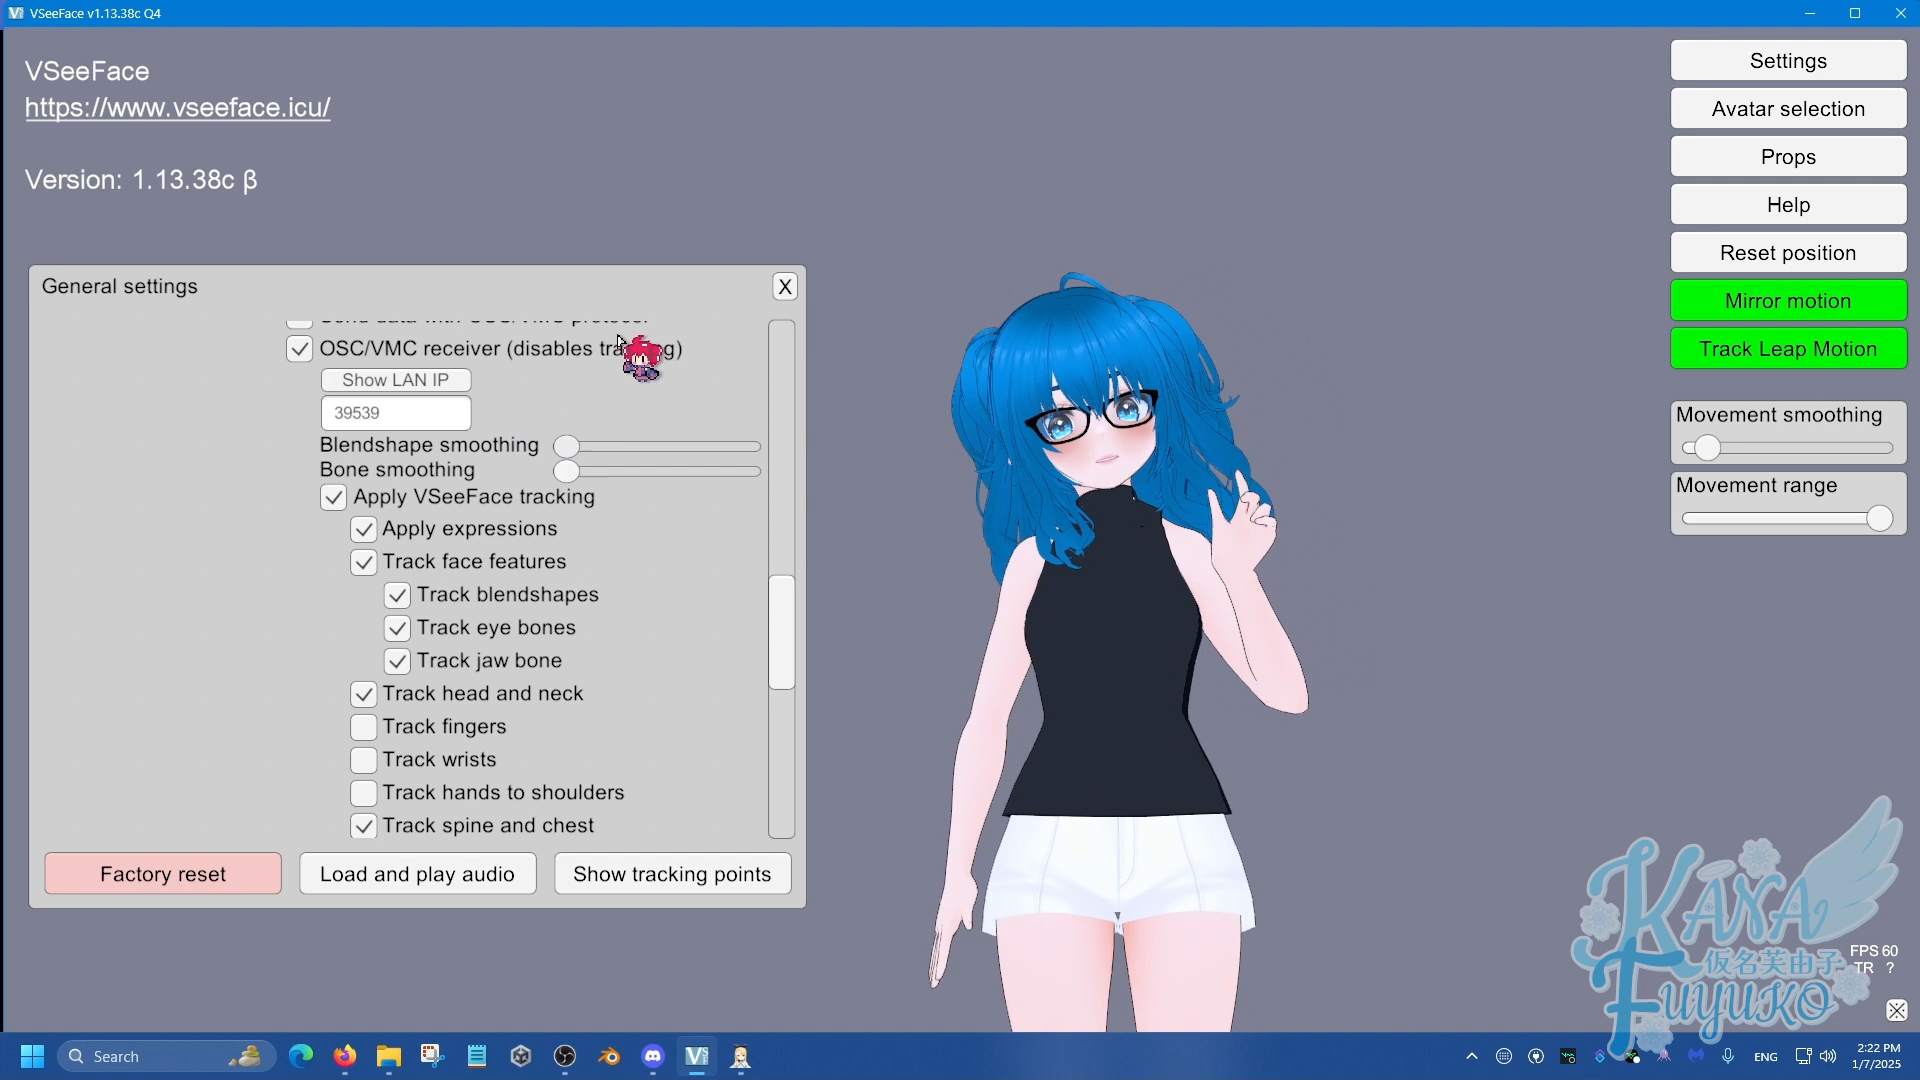 VSeeFace v1.13.38c Q4
VSeeFace
https://www.vseeface.icu/
Version: 1.13.38c β
General settings
X
OSC/VMC receiver (disables tra g)
Show LAN IP
39539
Blendshape smoothing
Bone smoothing
Apply VSeeFace tracking
Apply expressions
Track face features
Track blendshapes
Track eye bones
Track jaw bone
Track head and neck
Track fingers
Track wrists
Track hands to shoulders
Track spine and chest
Factory reset
Load and play audio
Show tracking points
Settings
Avatar selection
Props
Help
Reset position
Mirror motion
Track Leap Motion
Movement smoothing
Movement range
KANA
仮名芙由子
FUYUKO
FPS 60
TR ?
Search
ENG
2:22 PM
1/7/2025